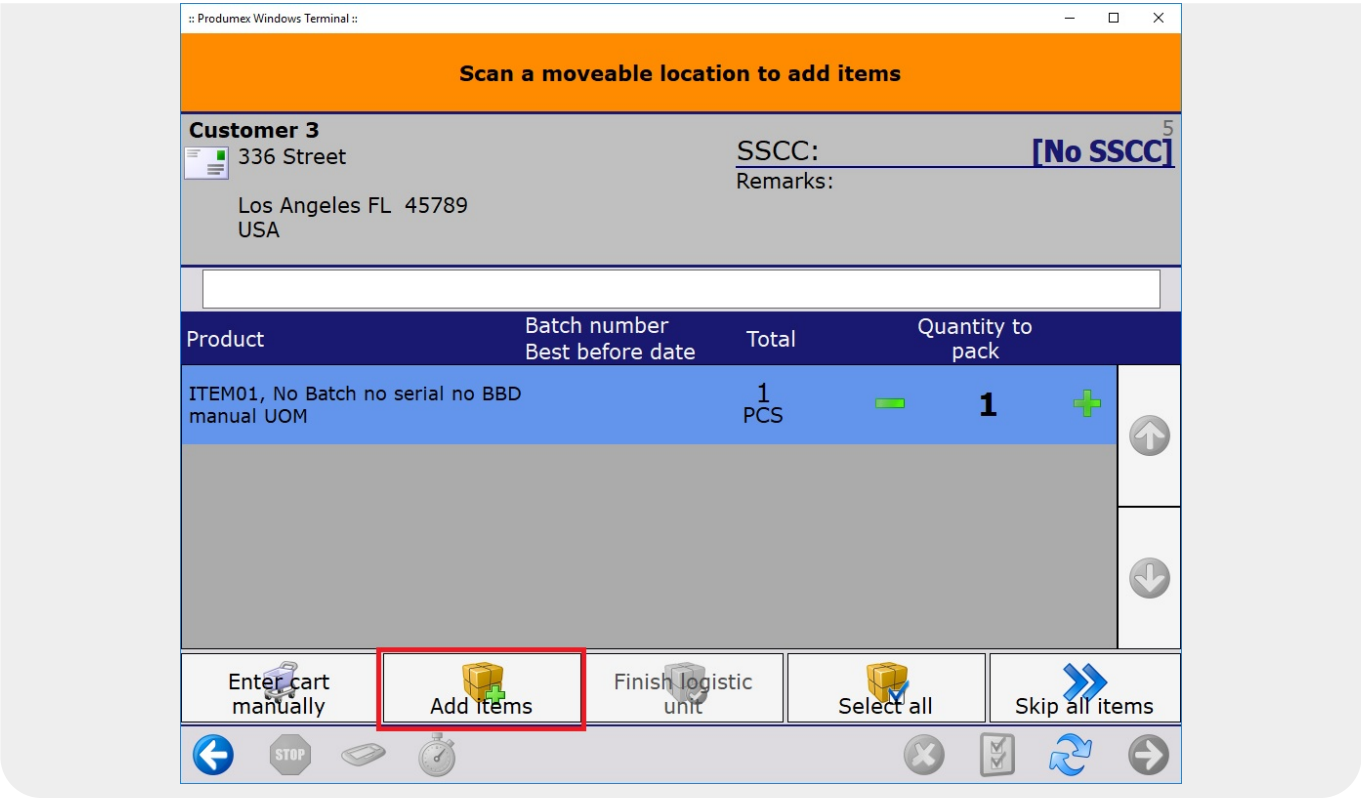 :: Produmex Windows Terminal ::
Scan a moveable location to add items
Customer 3
5
336 Street
SSCC:
[No SSCC]
Remarks:
Los Angeles FL  45789
USA
Product
Batch number
Best before date
Total
Quantity to
pack
ITEM01, No Batch no serial no BBD
manual UOM
1
PCS
1
Enter cart
manually
Add items
Finish logistic
unit
Select all
Skip all items
STOP